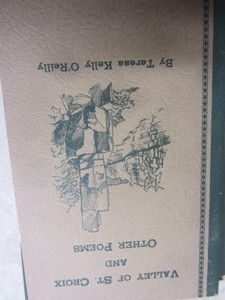 VALLEY OF ST. CROIX
AND
OTHER POEMS
BY TERESA KELLY O'REILLY